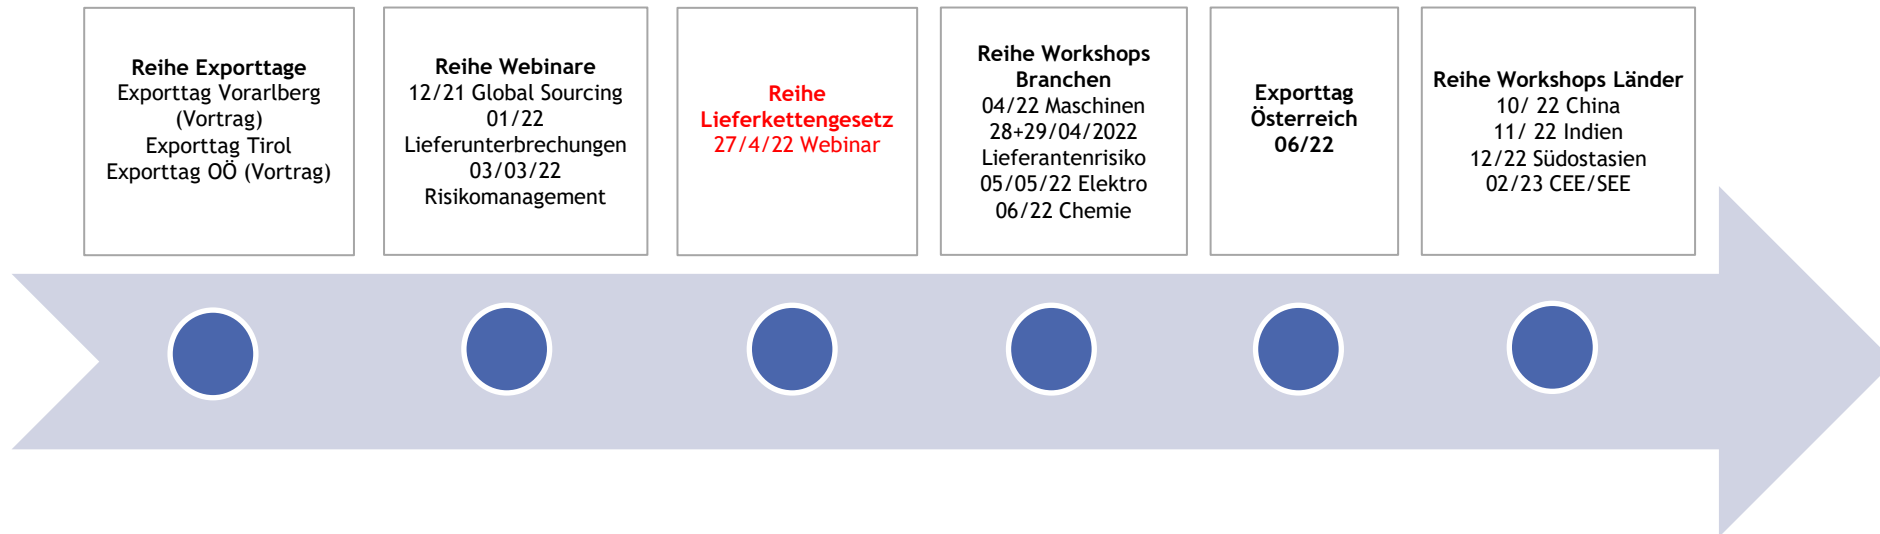 Reihe Exporttage
Exporttag Vorarlberg
(Vortrag)
Exporttag Tirol
Exporttag OÖ (Vortrag)
Reihe Webinare
12/21 Global Sourcing
01/22
Lieferunterbrechungen
03/03/22
Risikomanagement
Reihe
Lieferkettengesetz
27/4/22 Webinar
Reihe Workshops
Branchen
04/22 Maschinen
28+29/04/2022
Lieferantenrisiko
05/05/22 Elektro
06/22 Chemie
Exporttag
Österreich
06/22
Reihe Workshops Länder
10/ 22 China
11/ 22 Indien
12/22 Südostasien
02/23 CEE/SEE